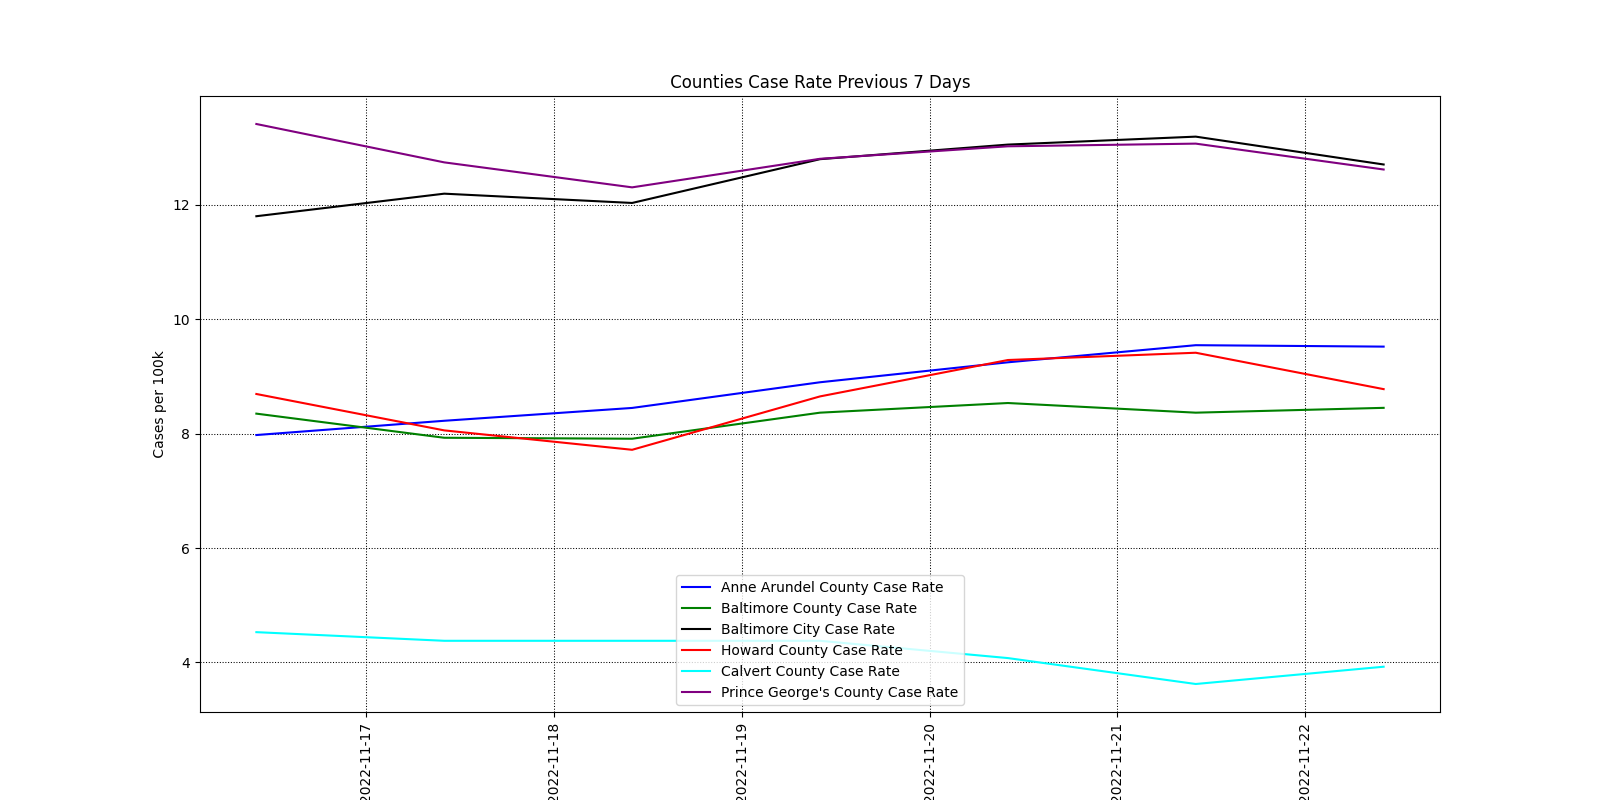 Counties Case Rate Previous 7 Days
Cases per 100k
12
10
8
6
4
Anne Arundel County Case Rate
Baltimore County Case Rate
Baltimore City Case Rate
Howard County Case Rate
Calvert County Case Rate
Prince George's County Case Rate
2022-11-17
2022-11-18
2022-11-19
2022-11-20
2022-11-21
2022-11-22